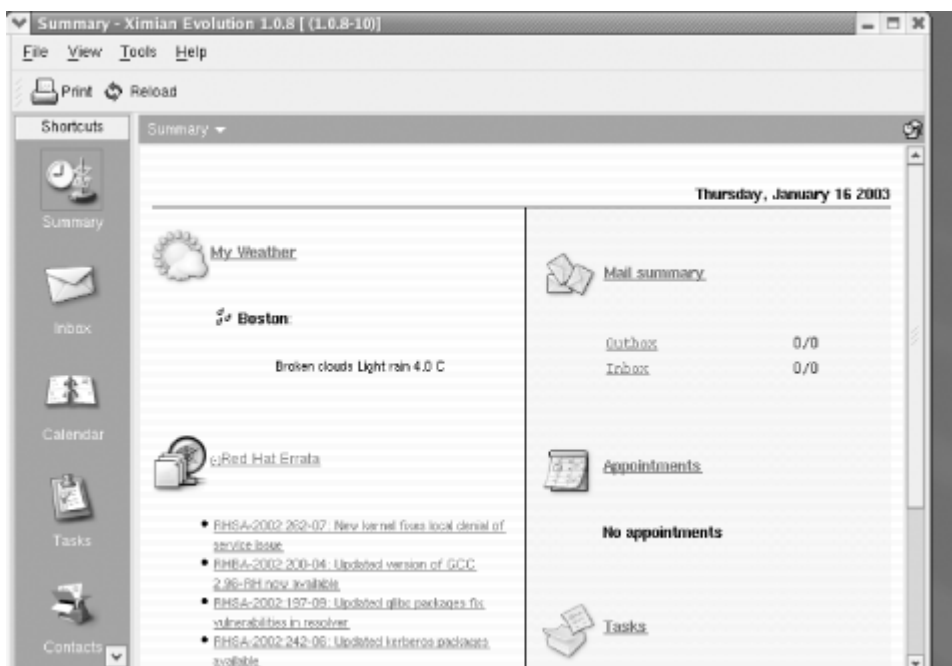 Summary - Ximian Evolution 1.0.8 [ (1.0.8-10)]
File View Tools Help
Print Reload
Shortcuts
Summary
Inbox
Calendar
Tasks
Contacts
Summary
Thursday, January 16 2003
My Weather
Boston:
Broken clouds Light rain 4.0 C
(-)Red Hat Errata
RHSA-2002:262-07: New kernel fixes local denial of
service issue
RHBA-2002:200-04: Updated version of GCC
2.96-RH now available
RHSA-2002:197-09: Updated glibc packages fix
vulnerabilities in resolver
RHSA-2002:242-06: Updated kerberos packages
available
Mail summary
Outbox 0/0
Inbox 0/0
Appointments
No appointments
Tasks